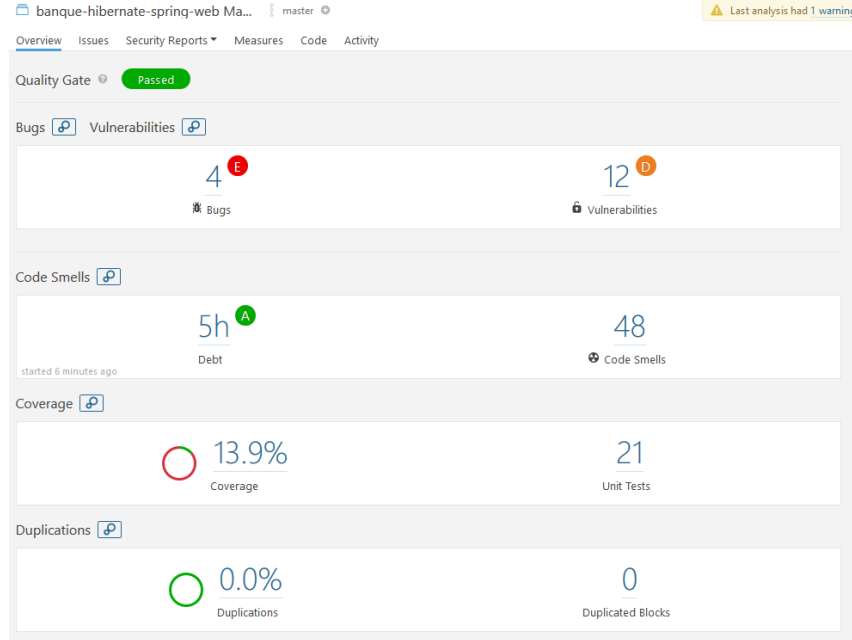 banque-hibernate-spring-web Ma... master
Last analysis had 1 warning
Overview Issues Security Reports Measures Code Activity
Quality Gate ? Passed
Bugs Vulnerabilities
4 E 12 D
Bugs Vulnerabilities
Code Smells
5h A 48
Debt Code Smells
started 6 minutes ago
Coverage
13.9% 21
Coverage Unit Tests
Duplications
0.0% 0
Duplications Duplicated Blocks